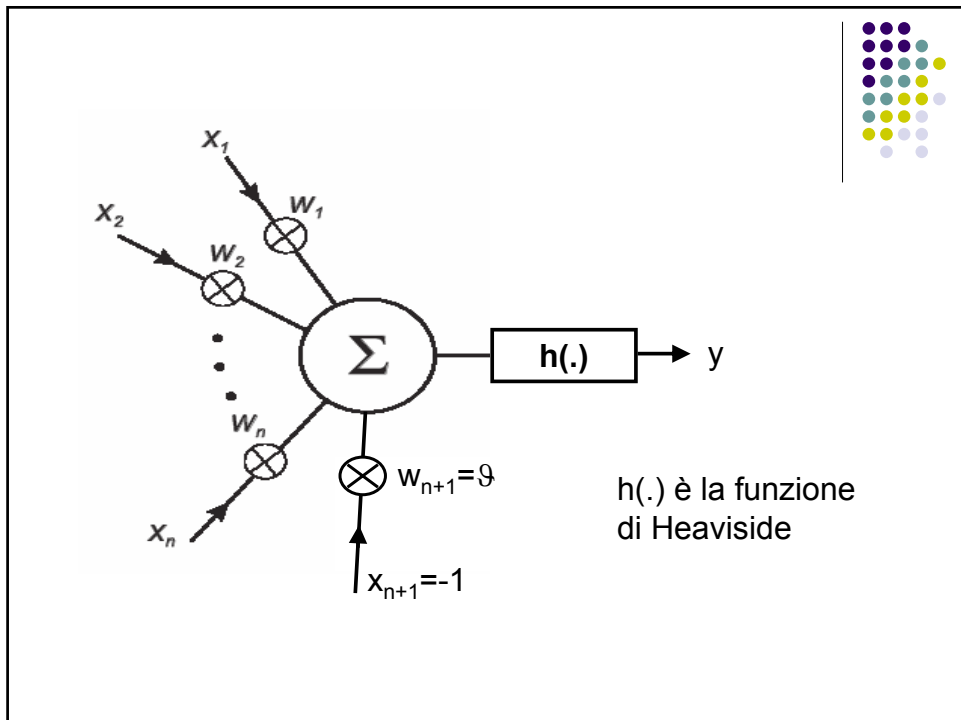 x₁
w₁
x₂
w₂
Σ
h(.)
y
wₙ
wₙ₊₁=ϑ
xₙ
xₙ₊₁=-1
h(.) è la funzione
di Heaviside